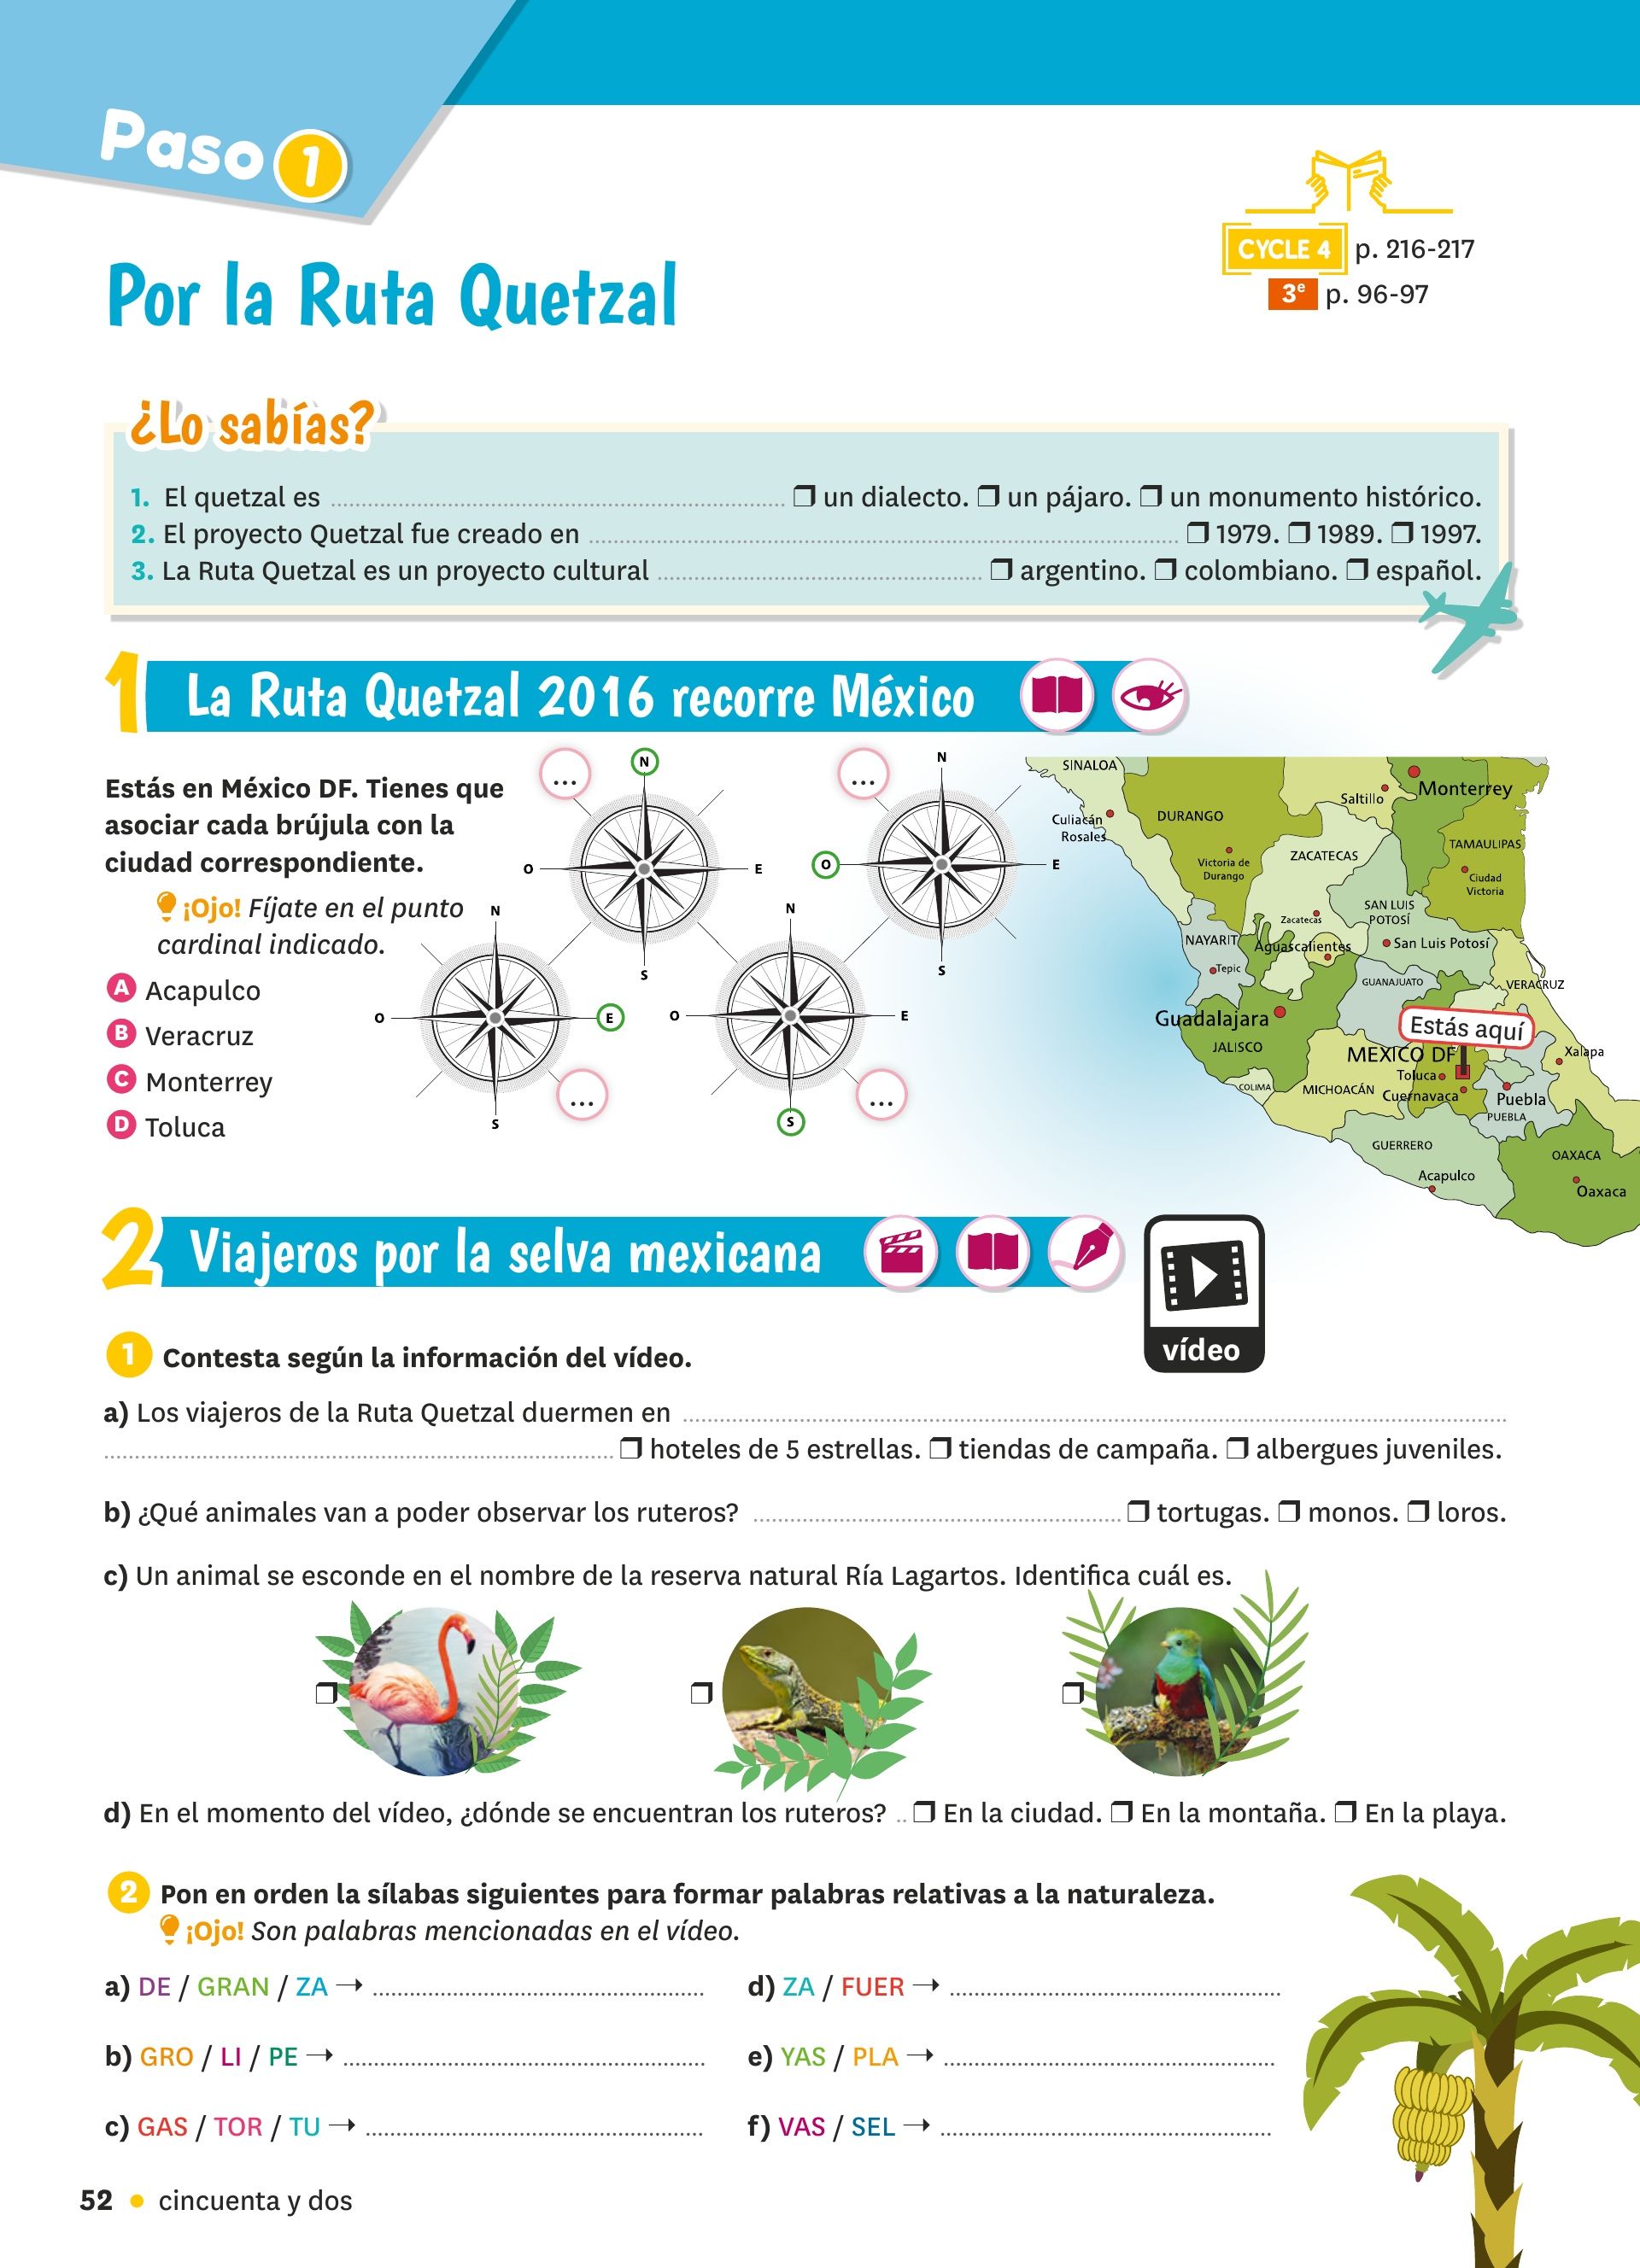 Paso 1
CYCLE 4 p. 216-217
3e p. 96-97
Por la Ruta Quetzal
¿Lo sabías?
1. El quetzal es ❒ un dialecto. ❒ un pájaro. ❒ un monumento histórico.
2. El proyecto Quetzal fue creado en ❒ 1979. ❒ 1989. ❒ 1997.
3. La Ruta Quetzal es un proyecto cultural ❒ argentino. ❒ colombiano. ❒ español.
1 La Ruta Quetzal 2016 recorre México
Estás en México DF. Tienes que
asociar cada brújula con la
ciudad correspondiente.
¡Ojo! Fíjate en el punto
cardinal indicado.
A Acapulco
B Veracruz
C Monterrey
D Toluca
... N O E S
... N O E S
N O E S ...
N O E S ...
SINALOA
Monterrey
Saltillo
Culiacán
Rosales
DURANGO
TAMAULIPAS
ZACATECAS
Victoria de
Durango
Ciudad
Victoria
SAN LUIS
POTOSÍ
Zacatecas
NAYARIT
Aguascalientes
San Luis Potosí
Tepic
GUANAJUATO
VERACRUZ
Guadalajara
Estás aquí
JALISCO
MEXICO DF
Xalapa
Toluca
COLIMA
MICHOACÁN
Cuernavaca
Puebla
PUEBLA
GUERRERO
OAXACA
Acapulco
Oaxaca
2 Viajeros por la selva mexicana
vídeo
1 Contesta según la información del vídeo.
a) Los viajeros de la Ruta Quetzal duermen en
❒ hoteles de 5 estrellas. ❒ tiendas de campaña. ❒ albergues juveniles.
b) ¿Qué animales van a poder observar los ruteros? ❒ tortugas. ❒ monos. ❒ loros.
c) Un animal se esconde en el nombre de la reserva natural Ría Lagartos. Identifica cuál es.
❒ ❒ ❒
d) En el momento del vídeo, ¿dónde se encuentran los ruteros? ❒ En la ciudad. ❒ En la montaña. ❒ En la playa.
2 Pon en orden la sílabas siguientes para formar palabras relativas a la naturaleza.
¡Ojo! Son palabras mencionadas en el vídeo.
a) DE / GRAN / ZA →
d) ZA / FUER →
b) GRO / LI / PE →
e) YAS / PLA →
c) GAS / TOR / TU →
f) VAS / SEL →
52 • cincuenta y dos